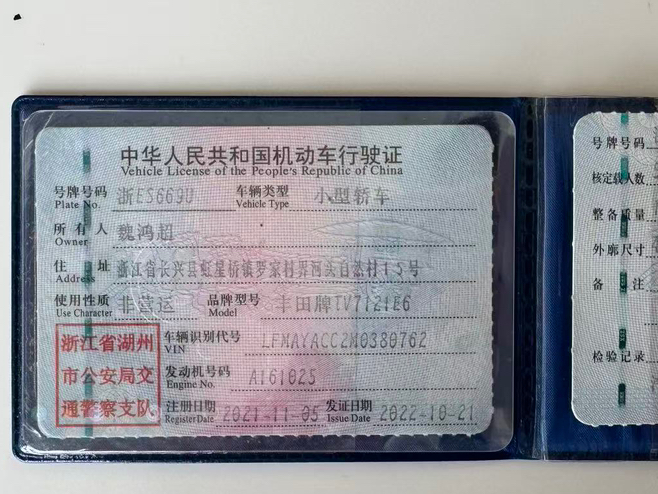 中华人民共和国机动车行驶证
Vehicle License of the People's Republic of China
号牌号码 浙ES669U 车辆类型 小型轿车
Plate No. Vehicle Type
所有人 魏鸿超
Owner
住址 浙江省长兴县虹星桥镇罗家村界河头自然村15号
Address
使用性质 非营运 品牌型号 丰田牌TV7121E6
Use Character Model
浙江省湖州
市公安局交
通警察支队
车辆识别代号 LFMAYACC2M0380762
VIN
发动机号码 A161025
Engine No.
注册日期 2021-11-05 发证日期 2022-10-21
Register Date Issue Date
号牌号码
核定载人数
整备质量
外廓尺寸
备注
检验记录